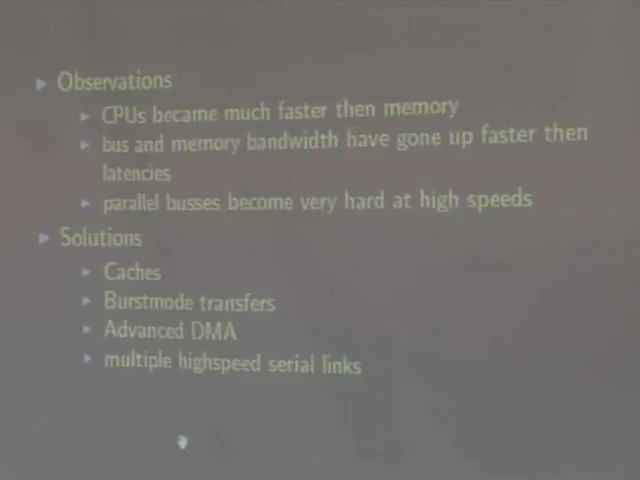 Observations
CPUs became much faster then memory
bus and memory bandwidth have gone up faster then
latencies
parallel busses become very hard at high speeds
Solutions
Caches
Burstmode transfers
Advanced DMA
multiple highspeed serial links